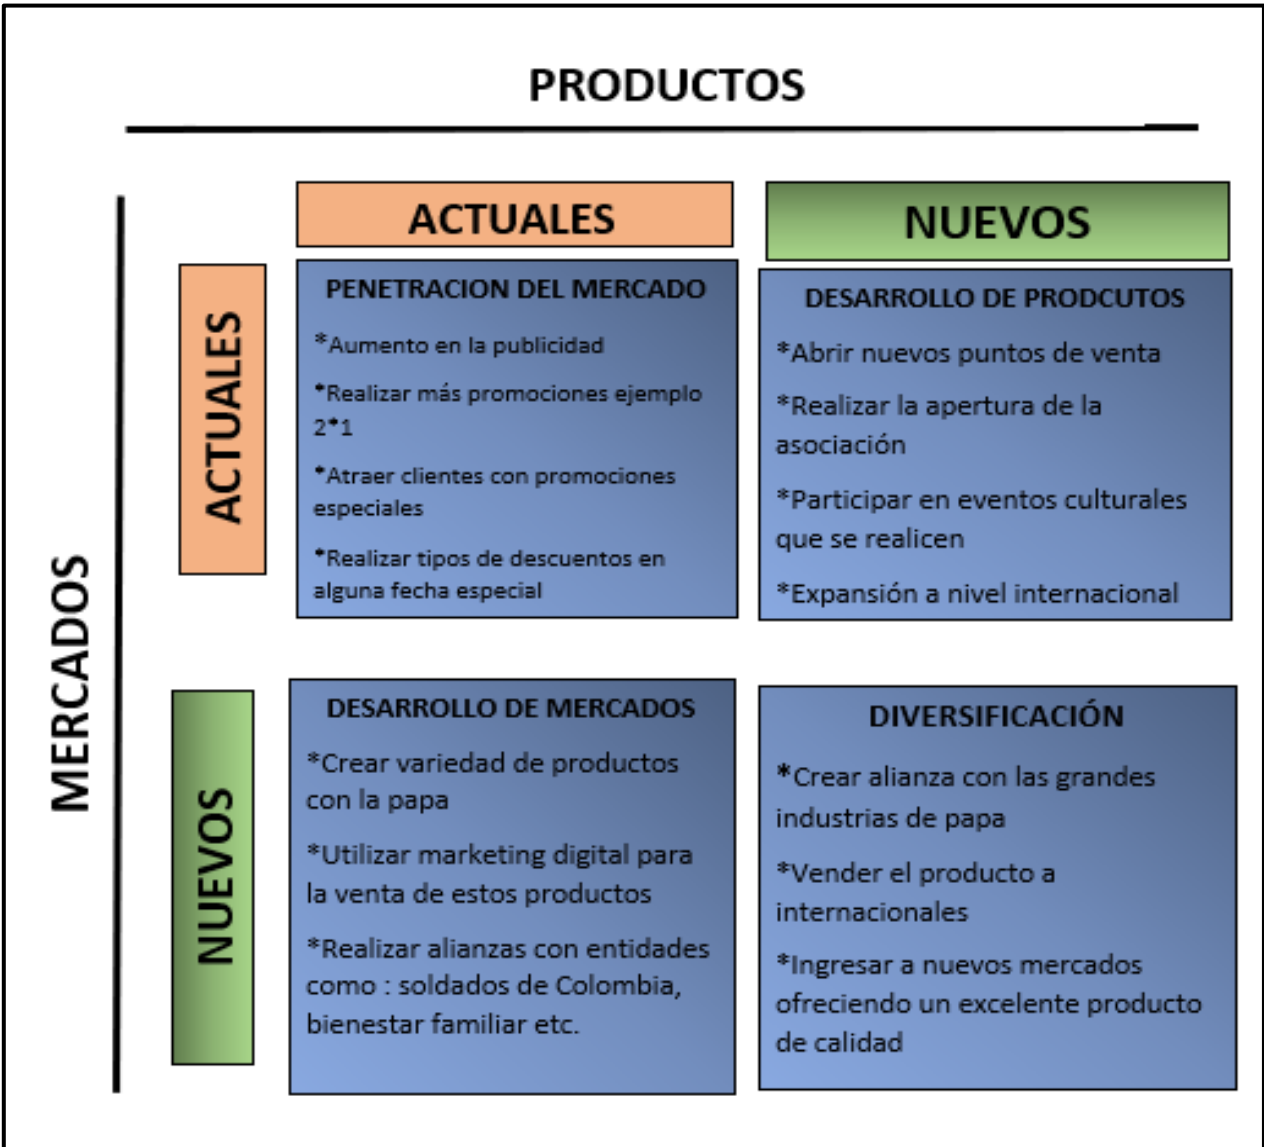 PRODUCTOS
ACTUALES
NUEVOS
MERCADOS
ACTUALES
PENETRACION DEL MERCADO
*Aumento en la publicidad
*Realizar más promociones ejemplo
2*1
*Atraer clientes con promociones
especiales
*Realizar tipos de descuentos en
alguna fecha especial
DESARROLLO DE PRODCUTOS
*Abrir nuevos puntos de venta
*Realizar la apertura de la
asociación
*Participar en eventos culturales
que se realicen
*Expansión a nivel internacional
NUEVOS
DESARROLLO DE MERCADOS
*Crear variedad de productos
con la papa
*Utilizar marketing digital para
la venta de estos productos
*Realizar alianzas con entidades
como : soldados de Colombia,
bienestar familiar etc.
DIVERSIFICACIÓN
*Crear alianza con las grandes
industrias de papa
*Vender el producto a
internacionales
*Ingresar a nuevos mercados
ofreciendo un excelente producto
de calidad